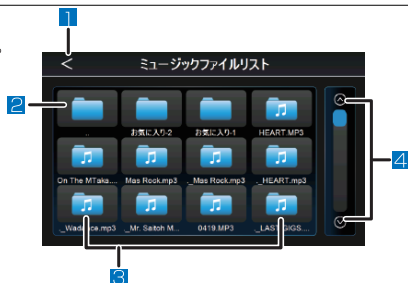 1
< ミュージックファイルリスト
2
.. お気に入り-2 お気に入り-1 HEART.MP3
4
On The MTaka.... Mas Rock.mp3 _Mas Rock.mp3 _HEART.mp3
._Wadance.mp3 ._Mr. Saitoh M... 0419.MP3 ._LAST GIGS....
3